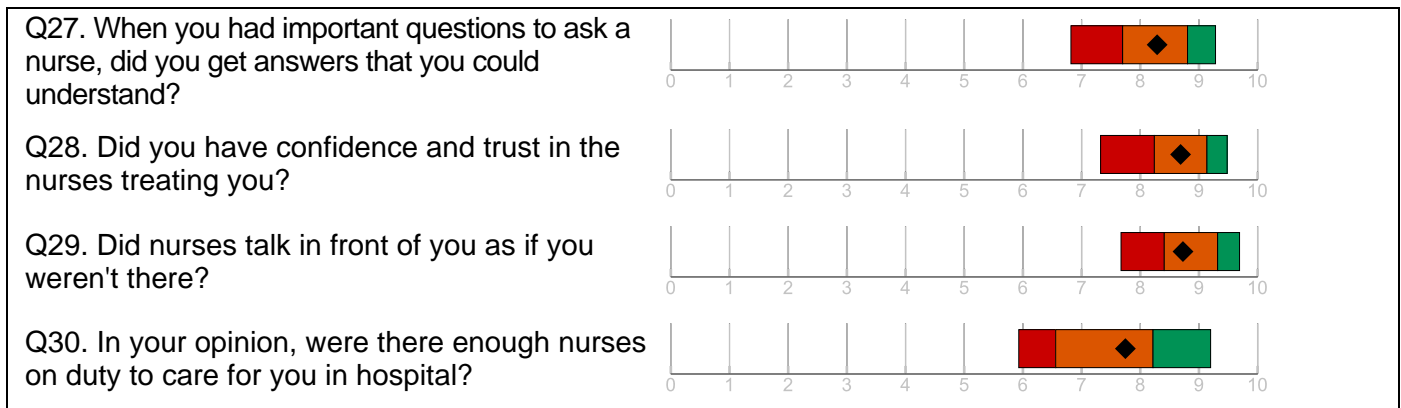 Q27. When you had important questions to ask a
nurse, did you get answers that you could
understand?
0 1 2 3 4 5 6 7 8 9 10
Q28. Did you have confidence and trust in the
nurses treating you?
0 1 2 3 4 5 6 7 8 9 10
Q29. Did nurses talk in front of you as if you
weren't there?
0 1 2 3 4 5 6 7 8 9 10
Q30. In your opinion, were there enough nurses
on duty to care for you in hospital?
0 1 2 3 4 5 6 7 8 9 10